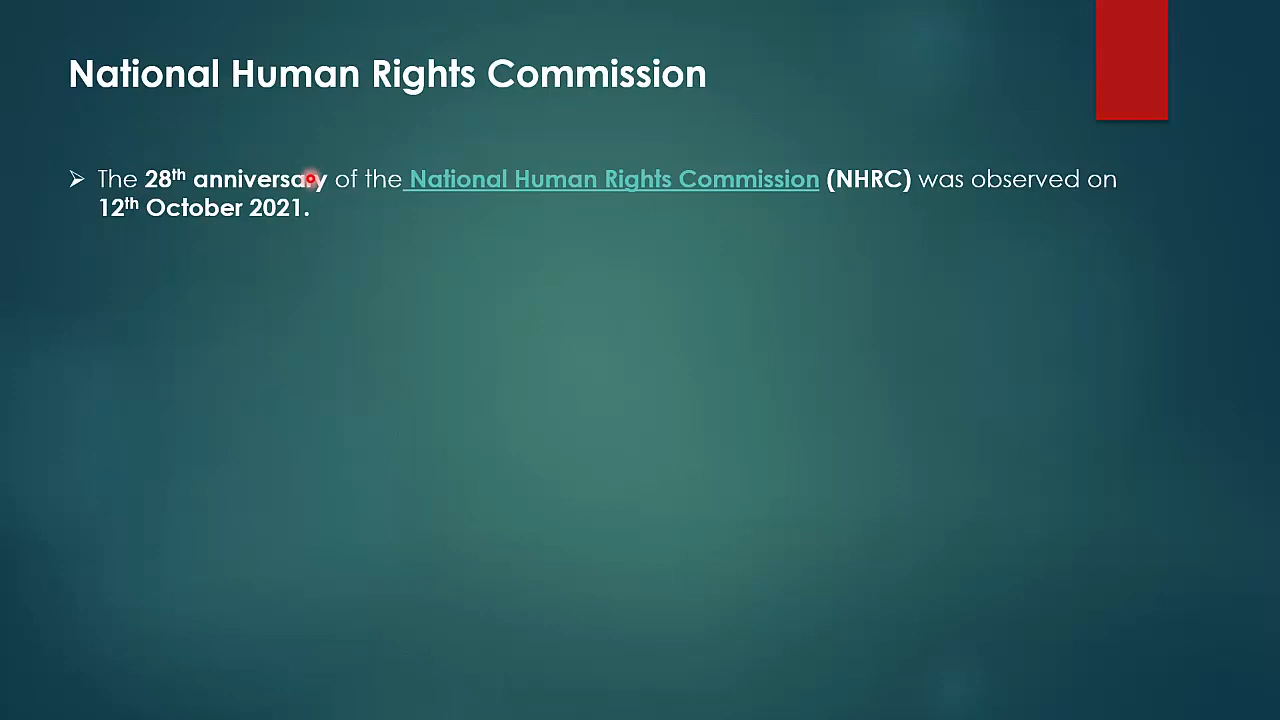 National Human Rights Commission
The 28th anniversary of the National Human Rights Commission (NHRC) was observed on
12th October 2021.